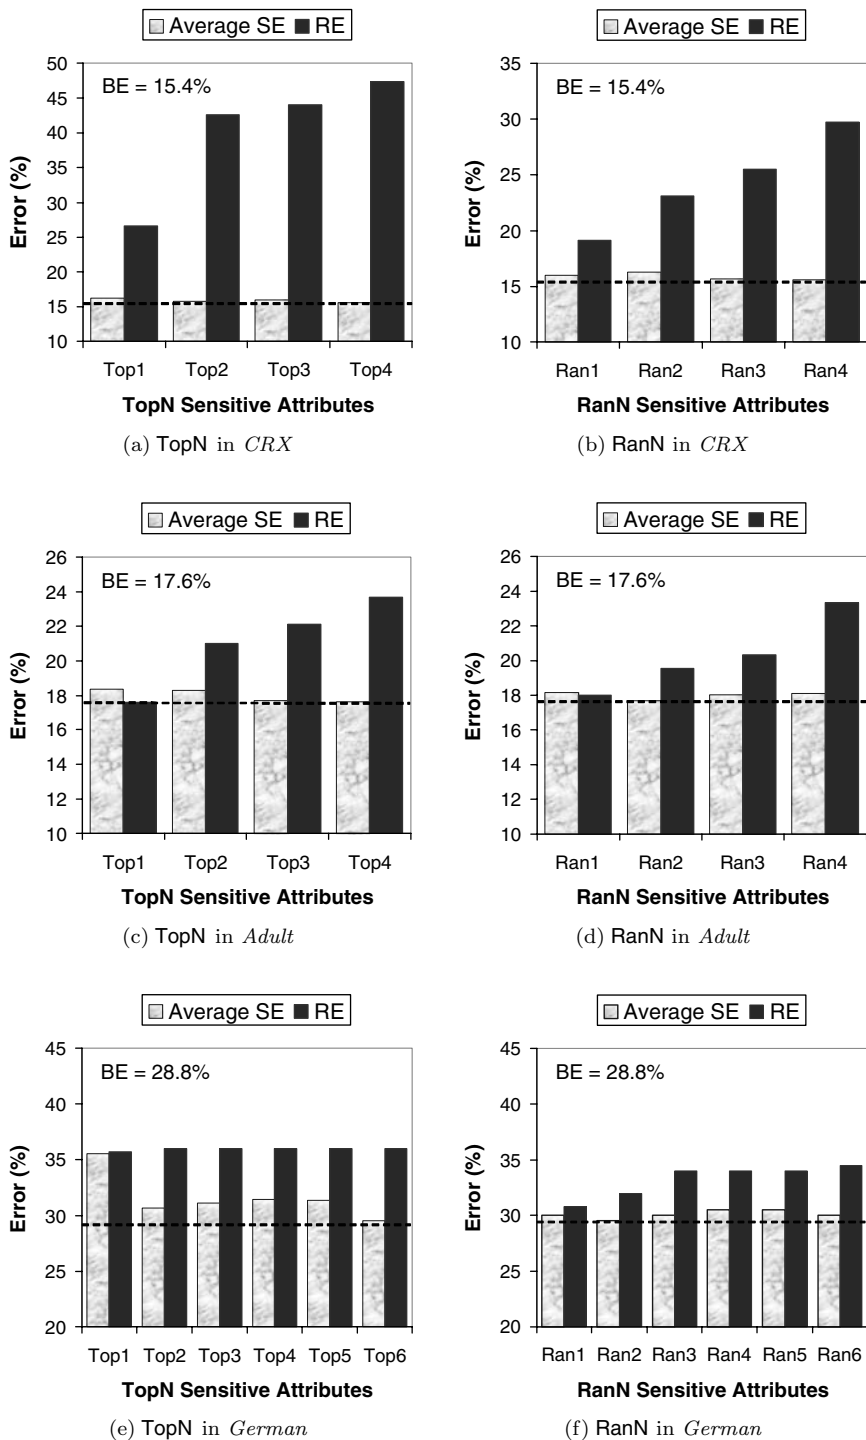 Average SE RE
50
45
40
35
30
25
20
15
10
Error (%)
BE = 15.4%
Top1 Top2 Top3 Top4
TopN Sensitive Attributes
(a) TopN in CRX
Average SE RE
35
30
25
20
15
10
Error (%)
BE = 15.4%
Ran1 Ran2 Ran3 Ran4
RanN Sensitive Attributes
(b) RanN in CRX
Average SE RE
26
24
22
20
18
16
14
12
10
Error (%)
BE = 17.6%
Top1 Top2 Top3 Top4
TopN Sensitive Attributes
(c) TopN in Adult
Average SE RE
26
24
22
20
18
16
14
12
10
Error (%)
BE = 17.6%
Ran1 Ran2 Ran3 Ran4
RanN Sensitive Attributes
(d) RanN in Adult
Average SE RE
45
40
35
30
25
20
Error (%)
BE = 28.8%
Top1 Top2 Top3 Top4 Top5 Top6
TopN Sensitive Attributes
(e) TopN in German
Average SE RE
45
40
35
30
25
20
Error (%)
BE = 28.8%
Ran1 Ran2 Ran3 Ran4 Ran5 Ran6
RanN Sensitive Attributes
(f) RanN in German